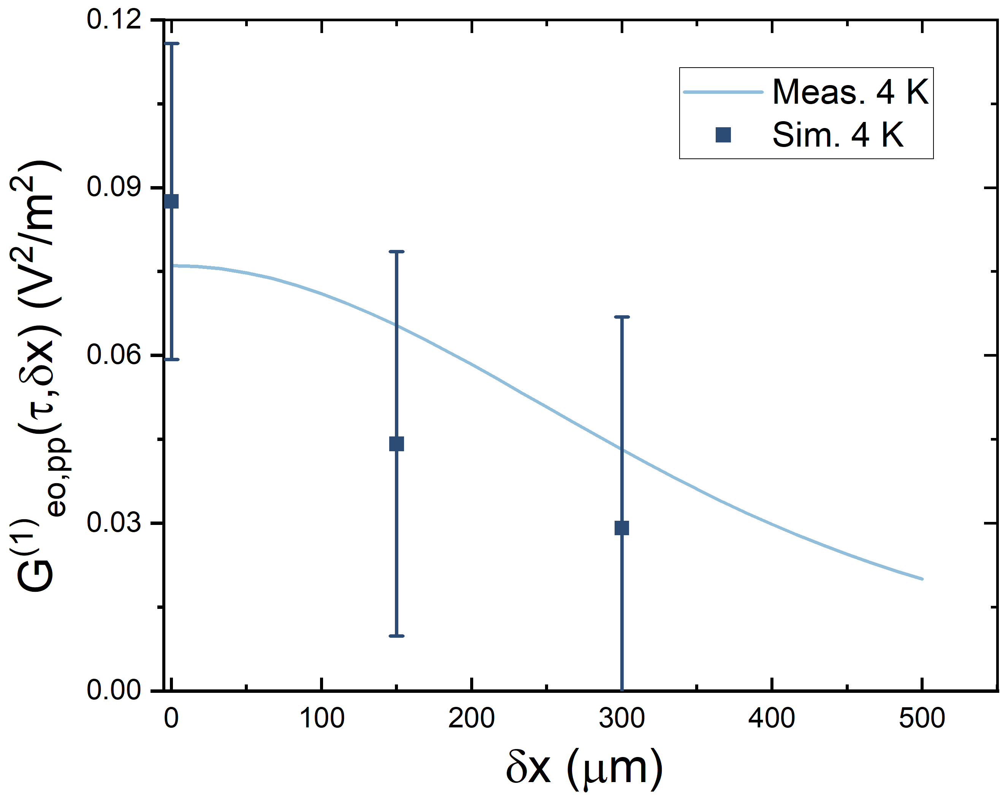 0.12
0.09
0.06
0.03
0.00
G⁽¹⁾eo,pp(τ,δx) (V²/m²)
Meas. 4 K
Sim. 4 K
0 100 200 300 400 500
δx (μm)